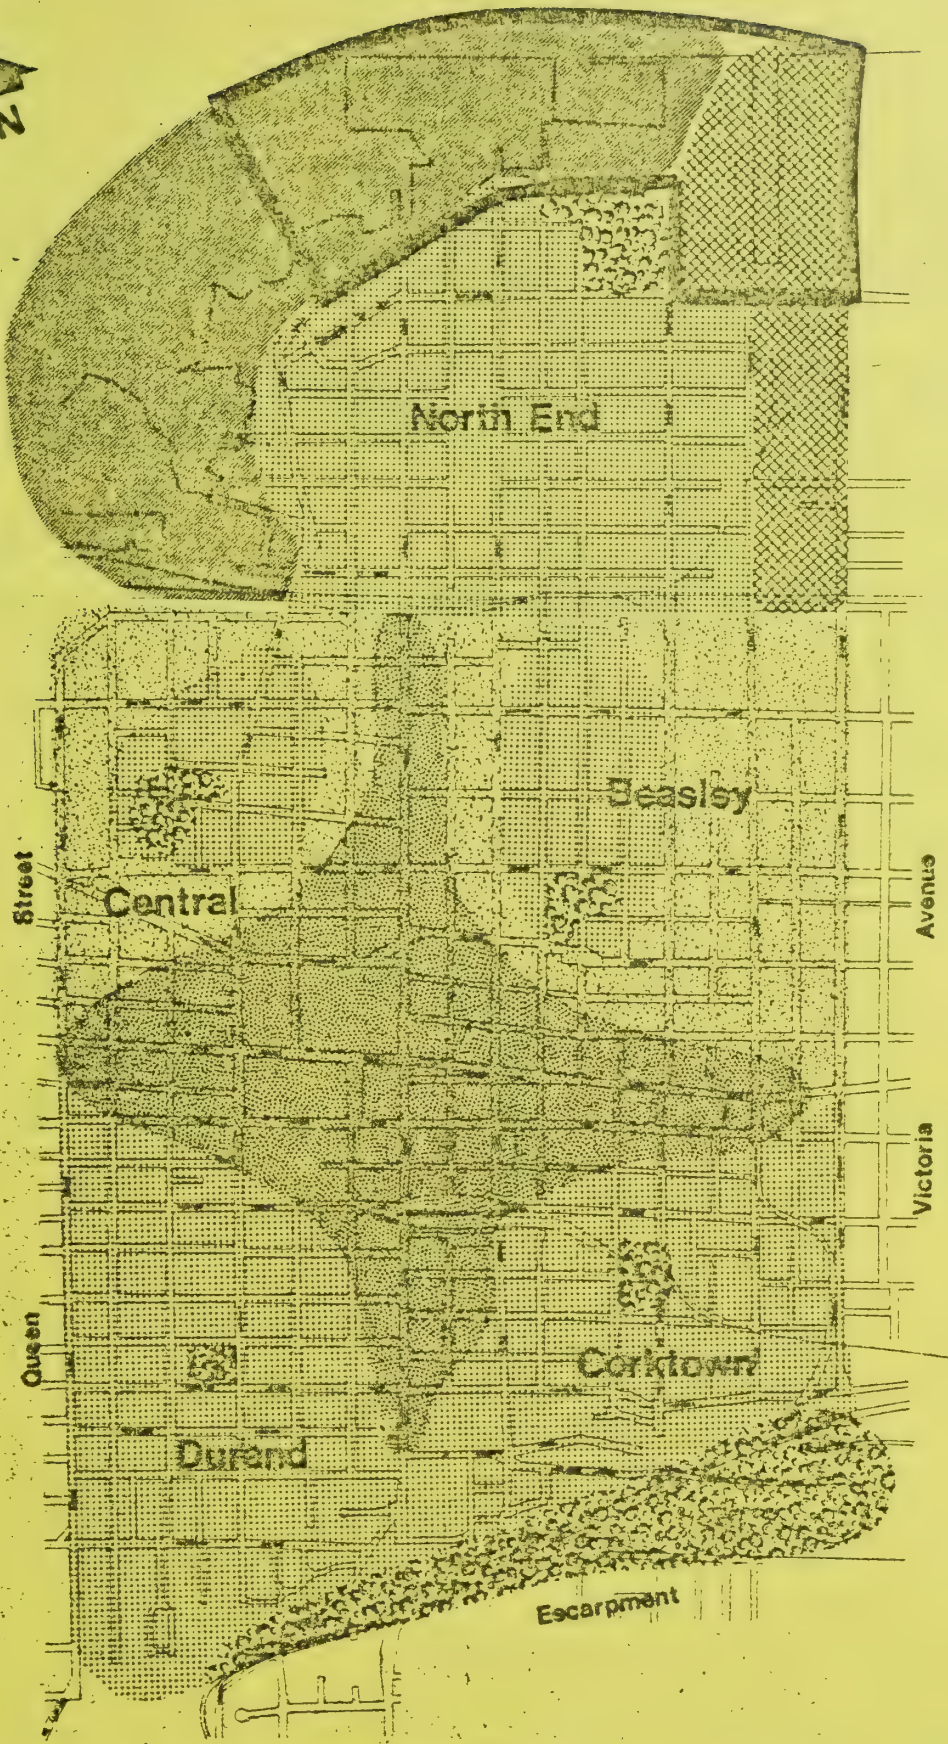 N
North End
Beasley
Street
Central
Avenue
Victoria
Queen
Corktown
Durand
Escarpment